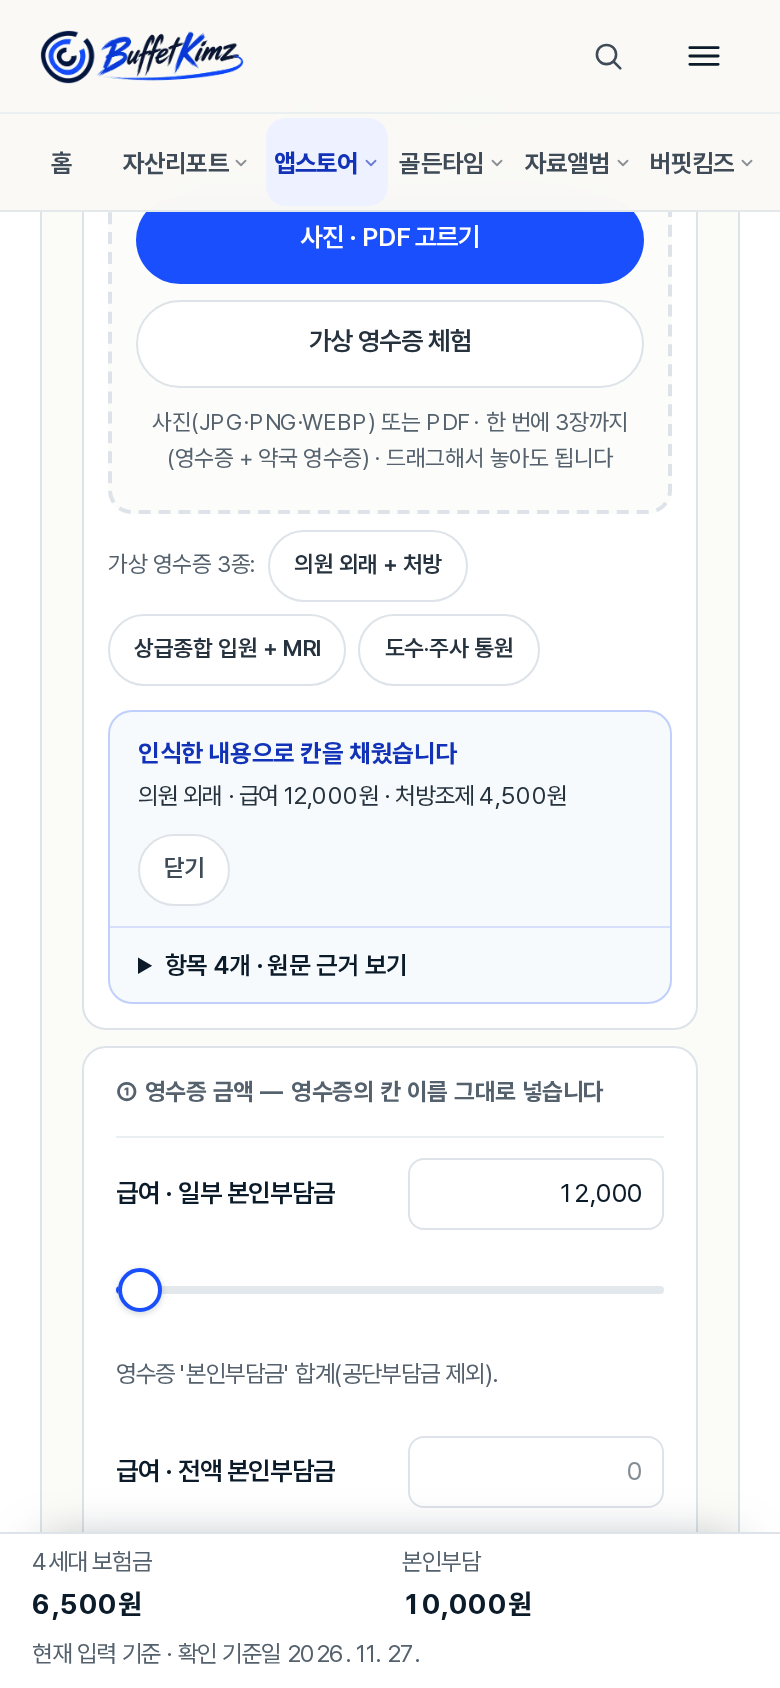 BuffetKimz
홈 자산리포트 앱스토어 골든타임 자료앨범 버핏킴즈
사진 · PDF 고르기
가상 영수증 체험
사진(JPG·PNG·WEBP) 또는 PDF · 한 번에 3장까지
(영수증 + 약국 영수증) · 드래그해서 놓아도 됩니다
가상 영수증 3종: 의원 외래 + 처방
상급종합 입원 + MRI 도수·주사 통원
인식한 내용으로 칸을 채웠습니다
의원 외래 · 급여 12,000원 · 처방조제 4,500원
닫기
▶ 항목 4개 · 원문 근거 보기
① 영수증 금액 — 영수증의 칸 이름 그대로 넣습니다
급여 · 일부 본인부담금 12,000
영수증 '본인부담금' 합계(공단부담금 제외).
급여 · 전액 본인부담금 0
4세대 보험금 본인부담
6,500원 10,000원
현재 입력 기준 · 확인 기준일 2026. 11. 27.